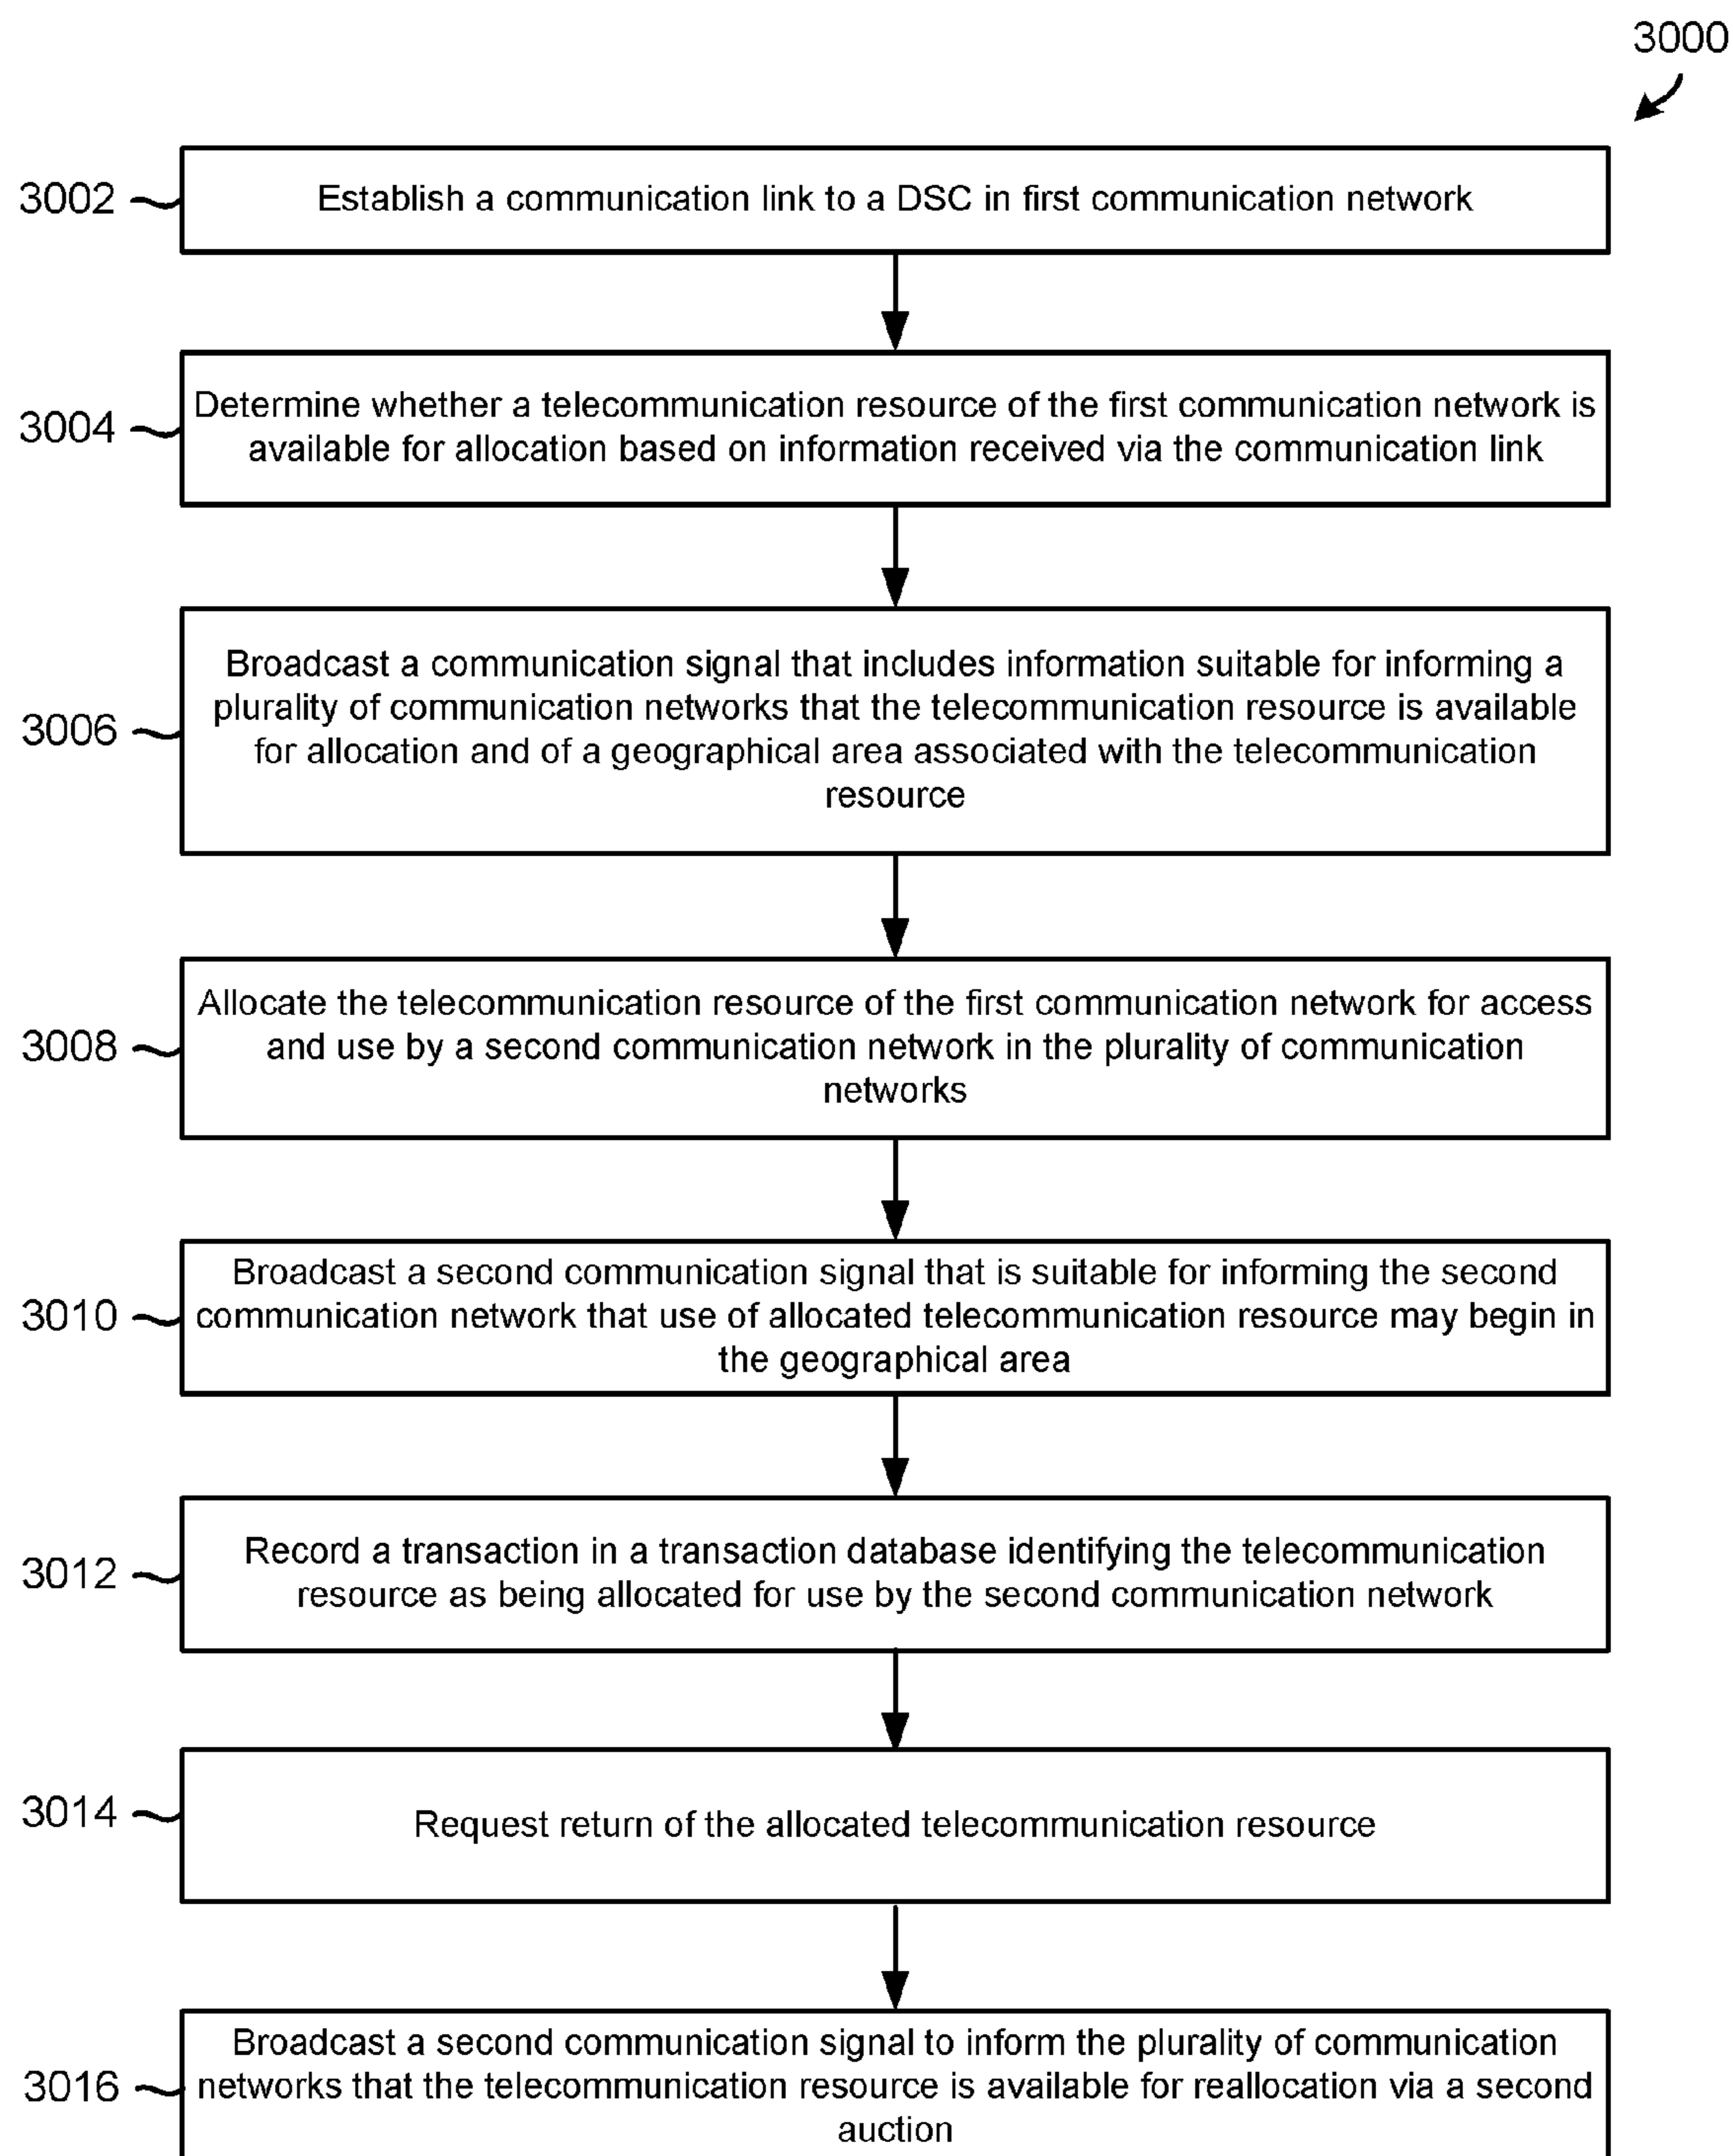 3000
3002
Establish a communication link to a DSC in first communication network
3004
Determine whether a telecommunication resource of the first communication network is
available for allocation based on information received via the communication link
3006
Broadcast a communication signal that includes information suitable for informing a
plurality of communication networks that the telecommunication resource is available
for allocation and of a geographical area associated with the telecommunication
resource
3008
Allocate the telecommunication resource of the first communication network for access
and use by a second communication network in the plurality of communication
networks
3010
Broadcast a second communication signal that is suitable for informing the second
communication network that use of allocated telecommunication resource may begin in
the geographical area
3012
Record a transaction in a transaction database identifying the telecommunication
resource as being allocated for use by the second communication network
3014
Request return of the allocated telecommunication resource
3016
Broadcast a second communication signal to inform the plurality of communication
networks that the telecommunication resource is available for reallocation via a second
auction